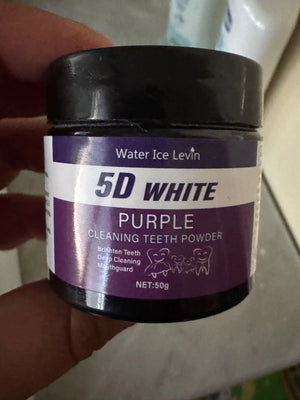 Water Ice Levin
5D WHITE
PURPLE
CLEANING TEETH POWDER
Brighten Teeth
Deep Cleaning
Mouthguard
NET:50g